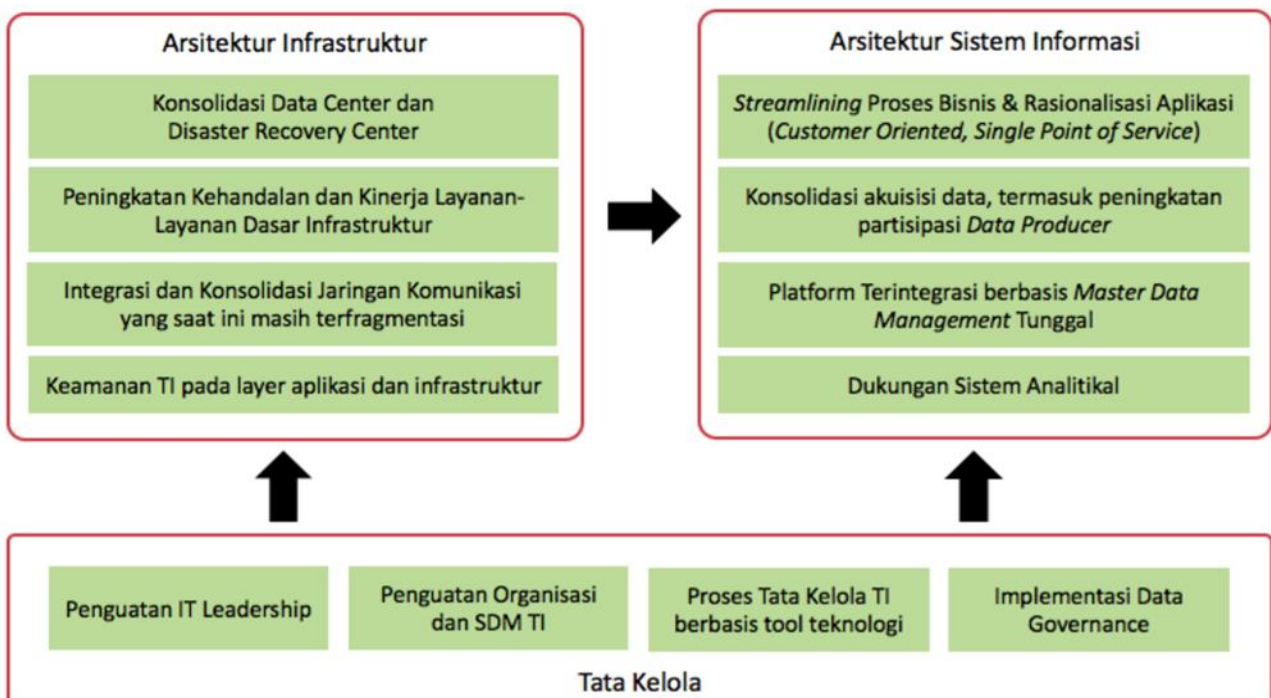 Arsitektur Infrastruktur
Konsolidasi Data Center dan
Disaster Recovery Center
Peningkatan Kehandalan dan Kinerja Layanan-
Layanan Dasar Infrastruktur
Integrasi dan Konsolidasi Jaringan Komunikasi
yang saat ini masih terfragmentasi
Keamanan TI pada layer aplikasi dan infrastruktur
Arsitektur Sistem Informasi
Streamlining Proses Bisnis & Rasionalisasi Aplikasi
(Customer Oriented, Single Point of Service)
Konsolidasi akuisisi data, termasuk peningkatan
partisipasi Data Producer
Platform Terintegrasi berbasis Master Data
Management Tunggal
Dukungan Sistem Analitikal
Penguatan IT Leadership
Penguatan Organisasi
dan SDM TI
Proses Tata Kelola TI
berbasis tool teknologi
Implementasi Data
Governance
Tata Kelola